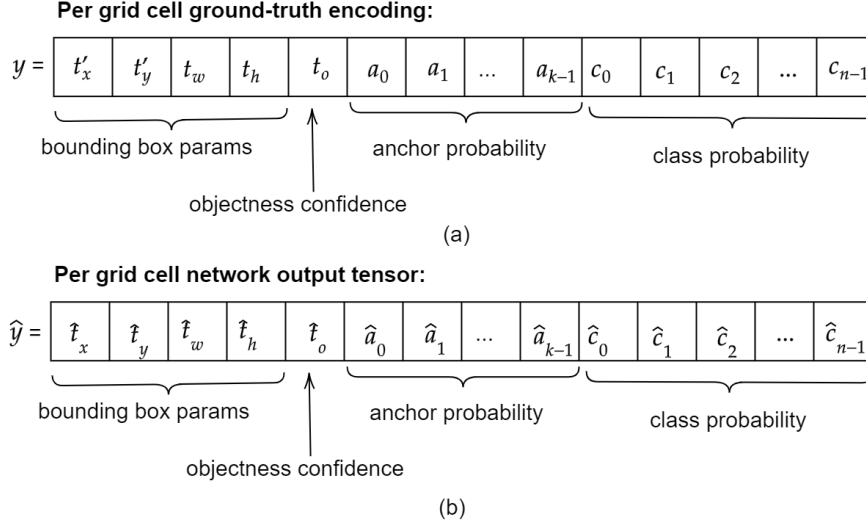 Per grid cell ground-truth encoding:
y = t′x t′y tw th to a0 a1 ... ak−1 c0 c1 c2 ... cn−1
bounding box params anchor probability class probability
objectness confidence
(a)
Per grid cell network output tensor:
ŷ = t̂x t̂y t̂w t̂h t̂o â0 â1 ... âk−1 ĉ0 ĉ1 ĉ2 ... ĉn−1
bounding box params anchor probability class probability
objectness confidence
(b)